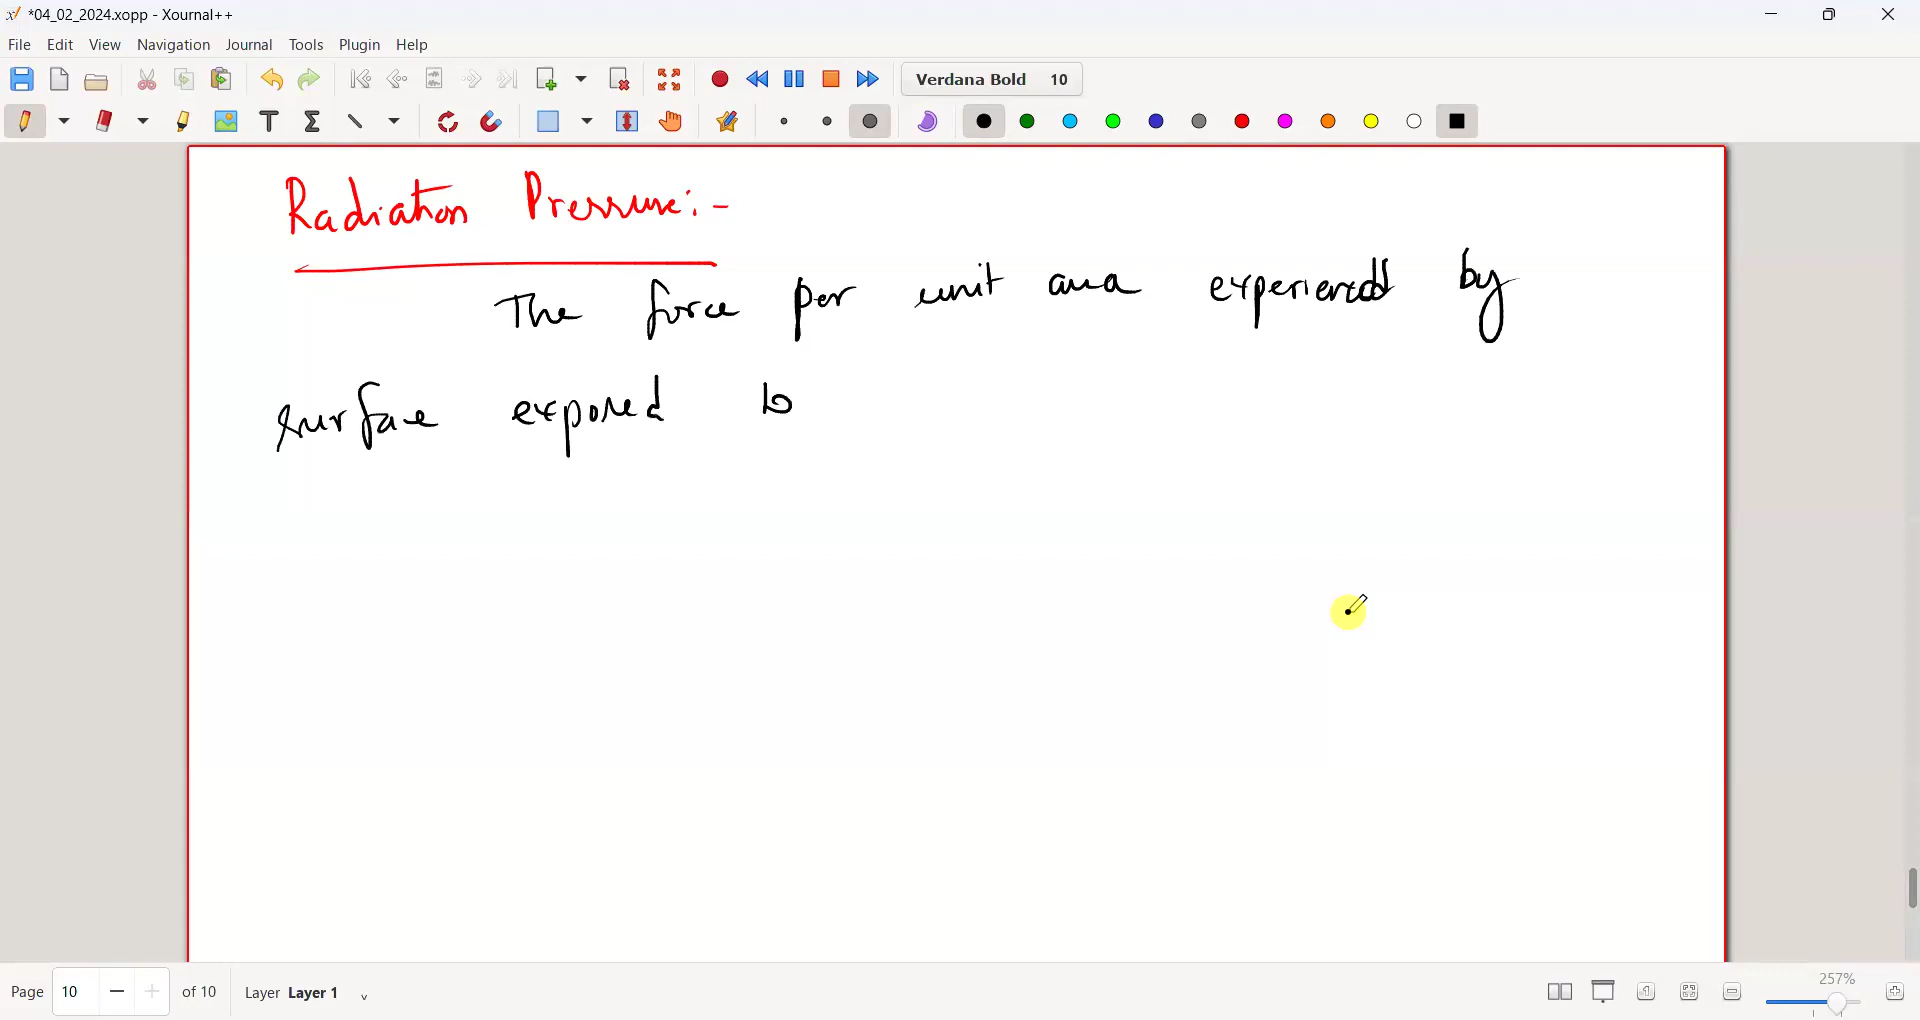 *04_02_2024.xopp - Xournal++
File Edit View Navigation Journal Tools Plugin Help
Verdana Bold 10
Radiation Pressure:-
The force per unit area experienced by
surface exposed to
257%
Page 10 of 10 Layer Layer 1